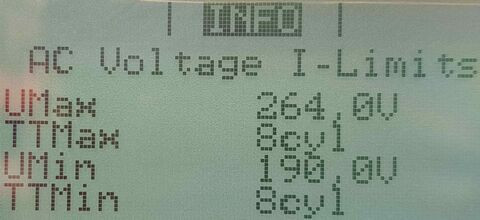 INFO
AC Voltage I-Limits
UMax 264.0V
TTMax 8cyl
UMin 190.0V
TTMin 8cyl